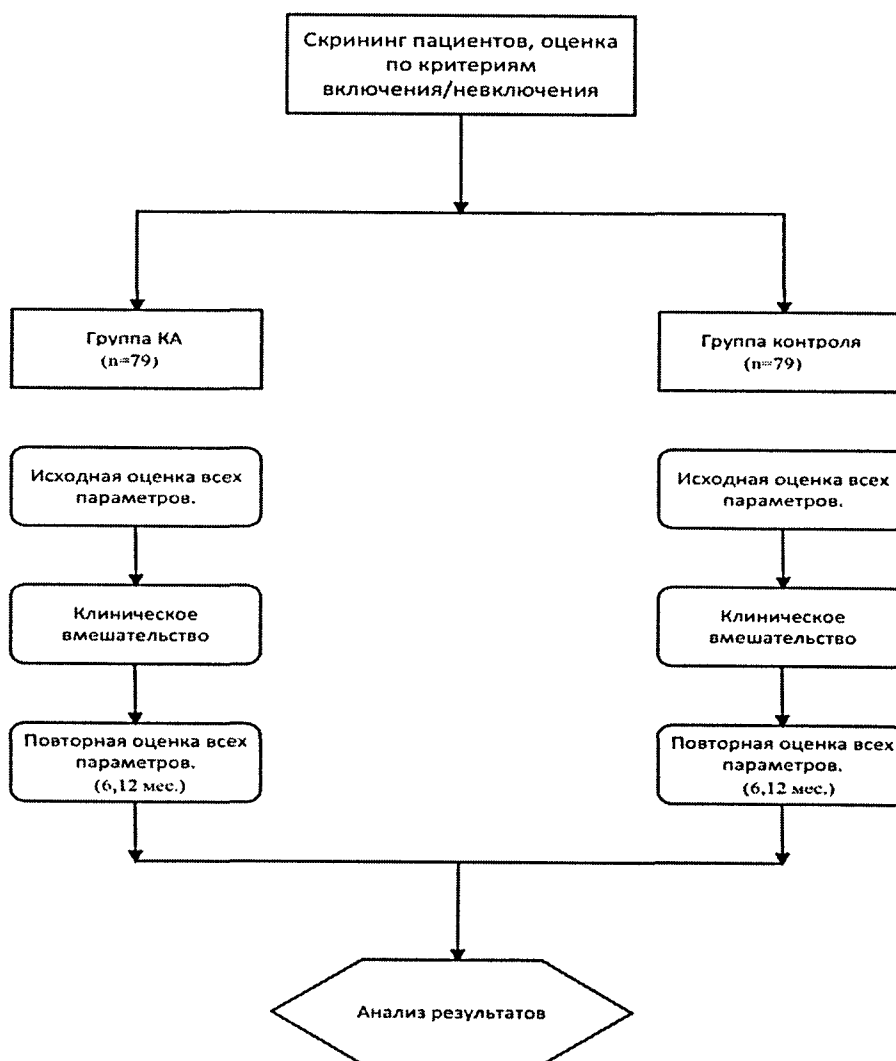 Скрининг пациентов, оценка
по критериям
включения/невключения
Группа КА
(n=79)
Группа контроля
(n=79)
Исходная оценка всех
параметров.
Исходная оценка всех
параметров.
Клиническое
вмешательство
Клиническое
вмешательство
Повторная оценка всех
параметров.
(6,12 мес.)
Повторная оценка всех
параметров.
(6,12 мес.)
Анализ результатов